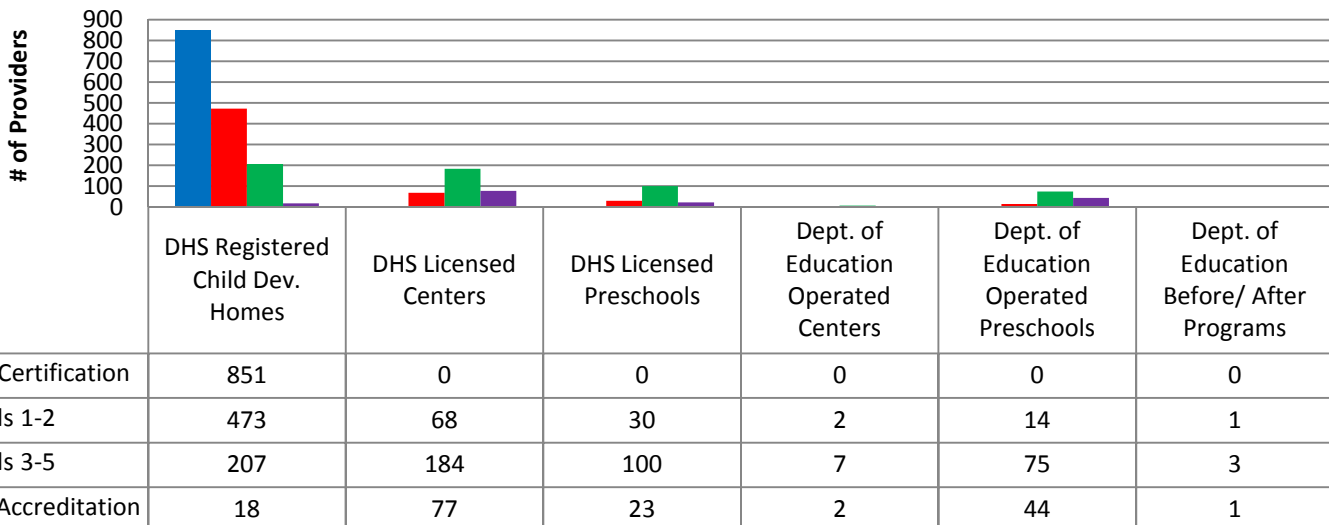 # of Providers
900
800
700
600
500
400
300
200
100
0
DHS Registered
Child Dev.
Homes
DHS Licensed
Centers
DHS Licensed
Preschools
Dept. of
Education
Operated
Centers
Dept. of
Education
Operated
Preschools
Dept. of
Education
Before/ After
Programs
Certification 851 0 0 0 0 0
ls 1-2 473 68 30 2 14 1
ls 3-5 207 184 100 7 75 3
Accreditation 18 77 23 2 44 1